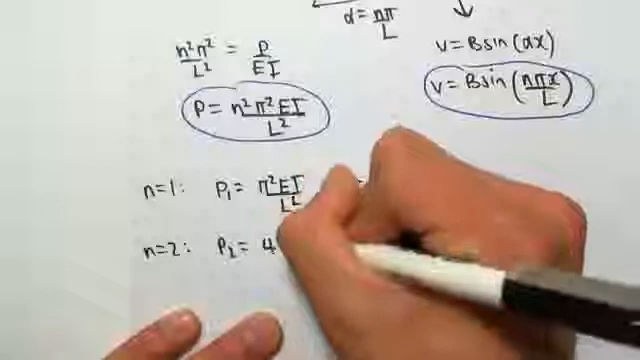 α = nπ/L
n²π²/L² = P/EI
v = Bsin(αx)
P = n²π²EI/L²
v = Bsin(nπx/L)
n=1: P₁ = π²EI/L²
n=2: P₂ = 4